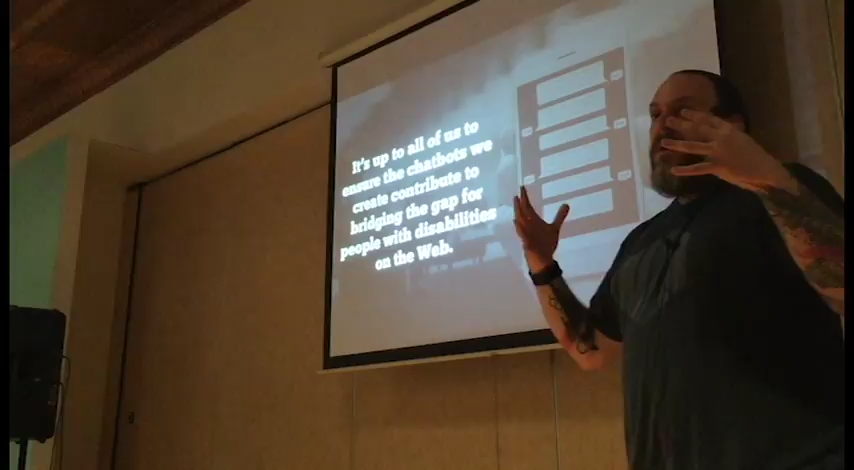 It's up to all of us to
ensure the chatbots we
create contribute to
bridging the gap for
people with disabilities
on the Web.